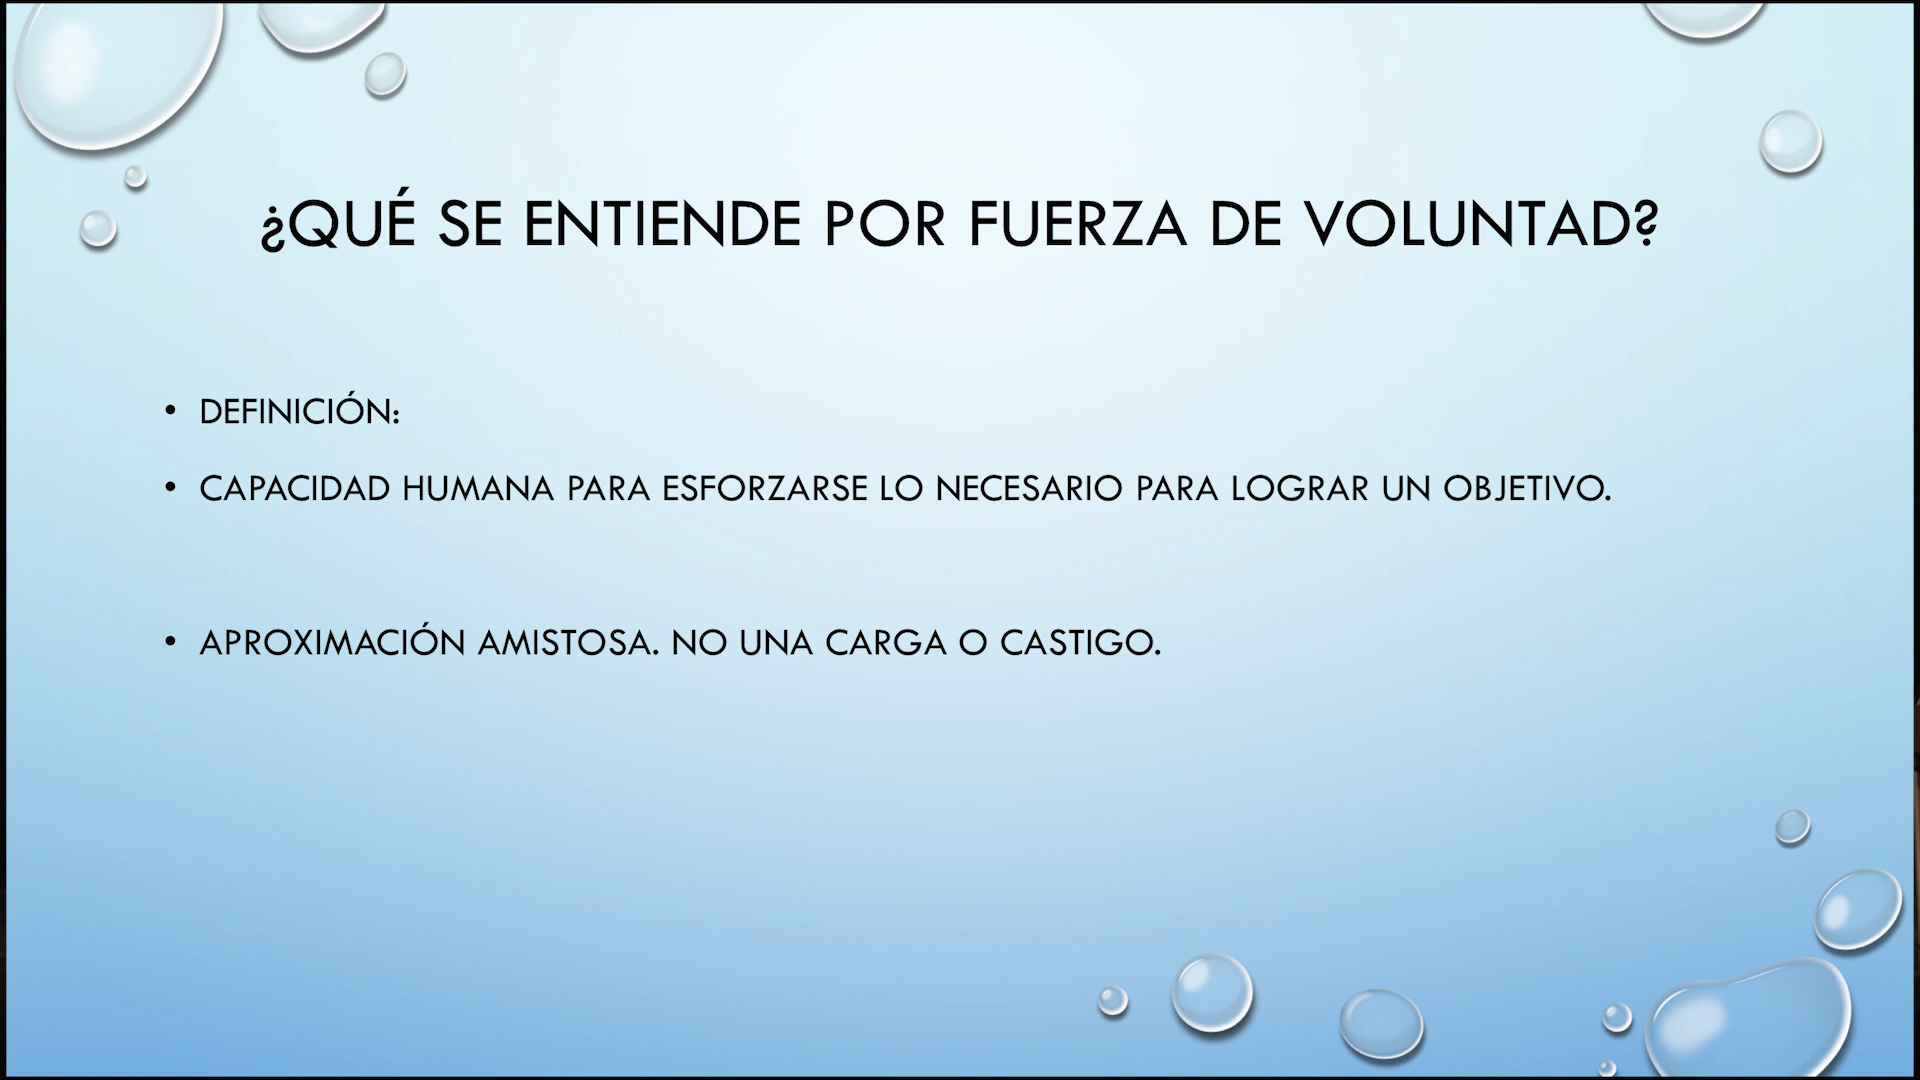 ¿QUÉ SE ENTIENDE POR FUERZA DE VOLUNTAD?
• DEFINICIÓN:
• CAPACIDAD HUMANA PARA ESFORZARSE LO NECESARIO PARA LOGRAR UN OBJETIVO.
• APROXIMACIÓN AMISTOSA. NO UNA CARGA O CASTIGO.